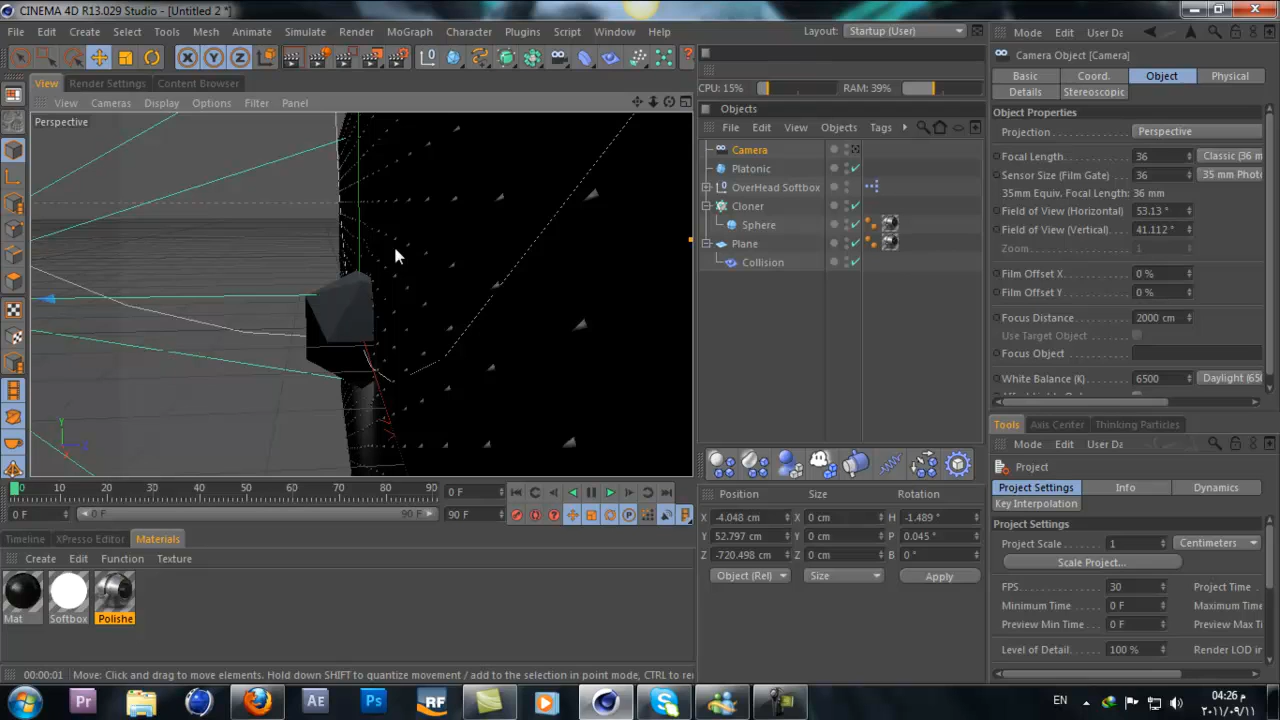 CINEMA 4D R13.029 Studio - [Untitled 2 *]
File Edit Create Select Tools Mesh Animate Simulate Render MoGraph Character Plugins Script Window Help Layout: Startup (User)
Mode Edit User Da
Camera Object [Camera]
Basic Coord. Object Physical
Details Stereoscopic
Object Properties
Projection Perspective
Focal Length 36 Classic (36 m
Sensor Size (Film Gate) 36 35 mm Photo
35mm Equiv. Focal Length: 36 mm
Field of View (Horizontal) 53.13 °
Field of View (Vertical) 41.112 °
Zoom 1
Film Offset X 0 %
Film Offset Y 0 %
Focus Distance 2000 cm
Use Target Object
Focus Object
White Balance (K) 6500 Daylight (650
View Render Settings Content Browser
View Cameras Display Options Filter Panel
Perspective
Y
CPU: 15% RAM: 39%
Objects
File Edit View Objects Tags
Camera
Platonic
OverHead Softbox
Cloner
Sphere
Plane
Collision
0 10 20 30 40 50 60 70 80 90 0 F
0 F 0 F 90 F 90 F
Timeline XPresso Editor Materials
Create Edit Function Texture
Mat Softbox Polishe
Position Size Rotation
X -4.048 cm X 0 cm H -1.489 °
Y 52.797 cm Y 0 cm P 0.045 °
Z -720.498 cm Z 0 cm B 0 °
Object (Rel) Size Apply
Tools Axis Center Thinking Particles
Mode Edit User Da
Project
Project Settings Info Dynamics
Key Interpolation
Project Settings
Project Scale 1 Centimeters
Scale Project...
FPS 30 Project Time
Minimum Time 0 F Maximum Time
Preview Min Time 0 F Preview Max T
Level of Detail 100 % Render LOD in
00:00:01 Move: Click and drag to move elements. Hold down SHIFT to quantize movement / add to the selection in point mode, CTRL to re
Pr AE Ps RF EN 04:26 م
٢٠١١/٠٩/١١